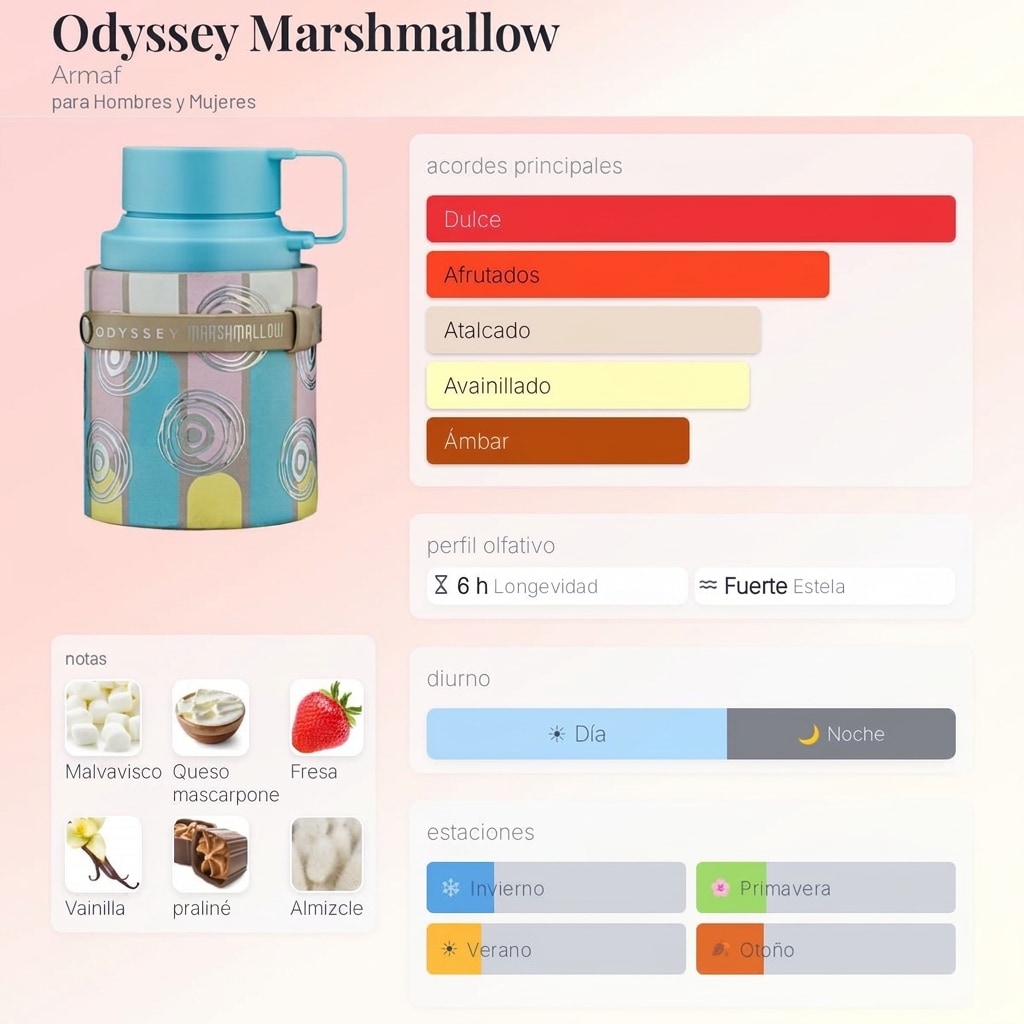 Odyssey Marshmallow
Armaf
para Hombres y Mujeres
ODYSSEY MARSHMALLOW
acordes principales
Dulce
Afrutados
Atalcado
Avainillado
Ámbar
perfil olfativo
6 h Longevidad
Fuerte Estela
notas
Malvavisco
Queso
mascarpone
Fresa
Vainilla
praliné
Almizcle
diurno
Día
Noche
estaciones
Invierno
Primavera
Verano
Otoño